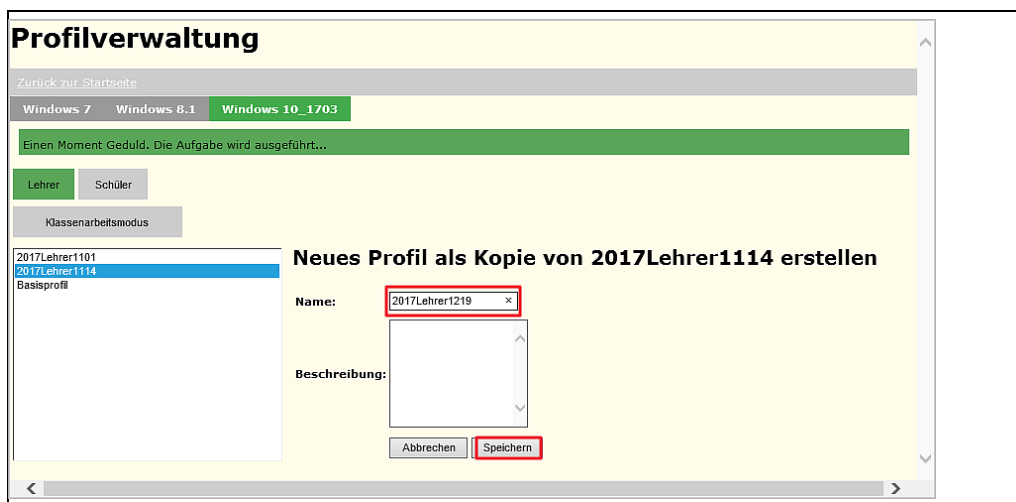 Profilverwaltung
Zurück zur Startseite
Windows 7 Windows 8.1 Windows 10_1703
Einen Moment Geduld. Die Aufgabe wird ausgeführt...
Lehrer Schüler
Klassenarbeitsmodus
2017Lehrer1101
2017Lehrer1114
Basisprofil
Neues Profil als Kopie von 2017Lehrer1114 erstellen
Name: 2017Lehrer1219 ×
Beschreibung:
Abbrechen Speichern